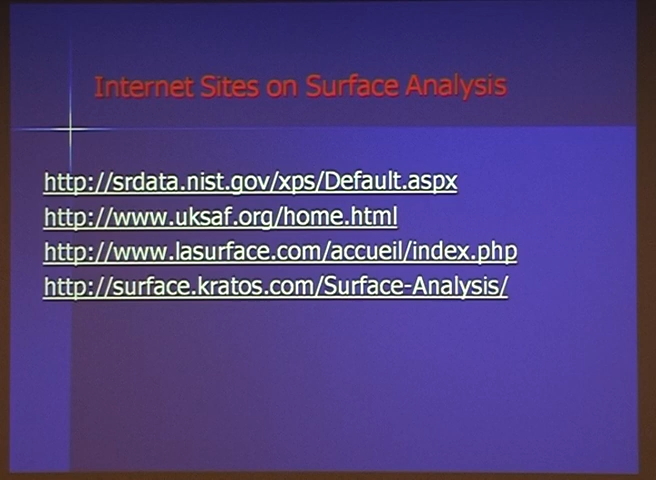 Internet Sites on Surface Analysis
http://srdata.nist.gov/xps/Default.aspx
http://www.uksaf.org/home.html
http://www.lasurface.com/accueil/index.php
http://surface.kratos.com/Surface-Analysis/